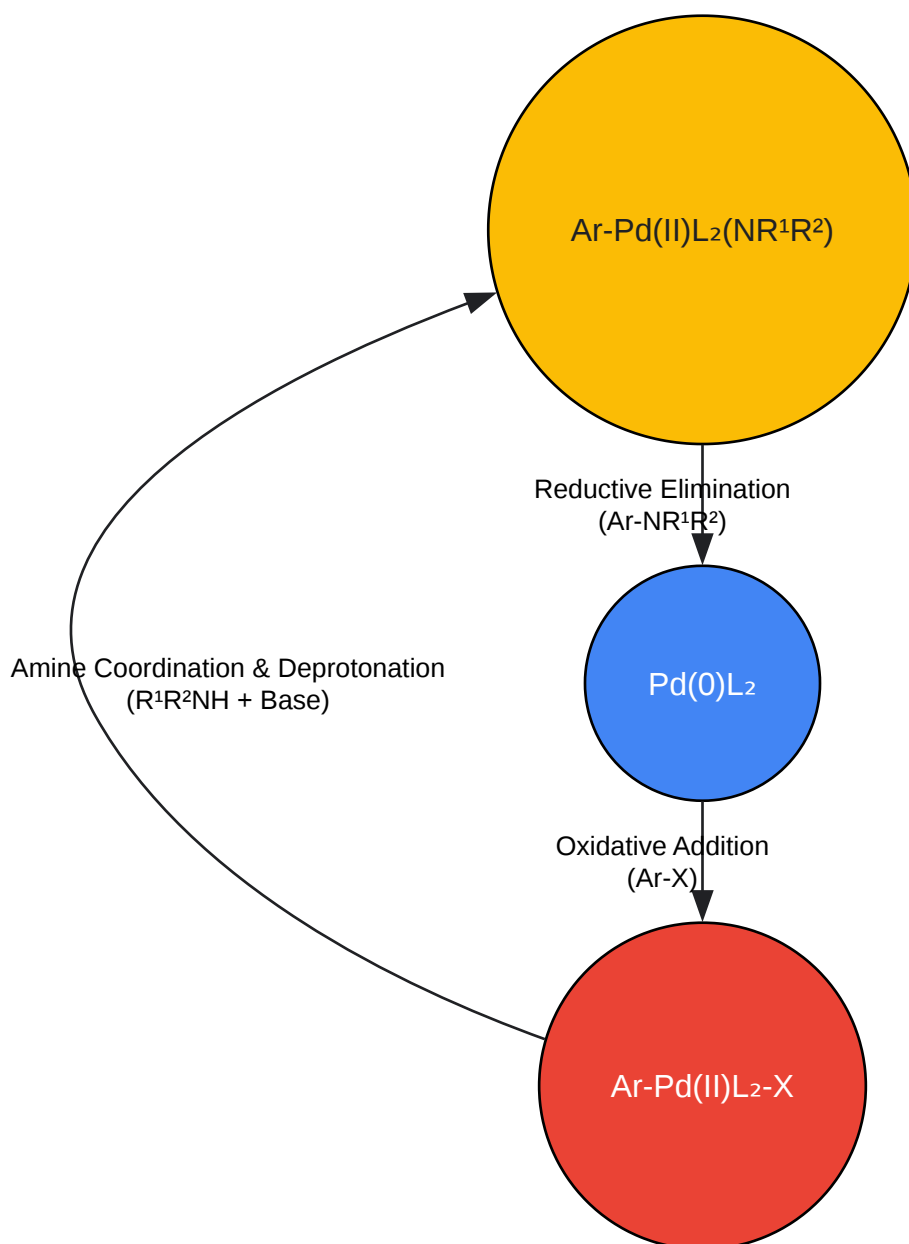 Ar-Pd(II)L₂(NR¹R²)
Reductive Elimination
(Ar-NR¹R²)
Pd(0)L₂
Amine Coordination & Deprotonation
(R¹R²NH + Base)
Oxidative Addition
(Ar-X)
Ar-Pd(II)L₂-X